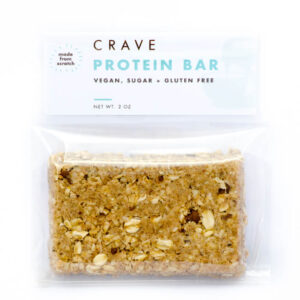 made
from
scratch
CRAVE
PROTEIN BAR
VEGAN, SUGAR + GLUTEN FREE
NET WT. 2 OZ